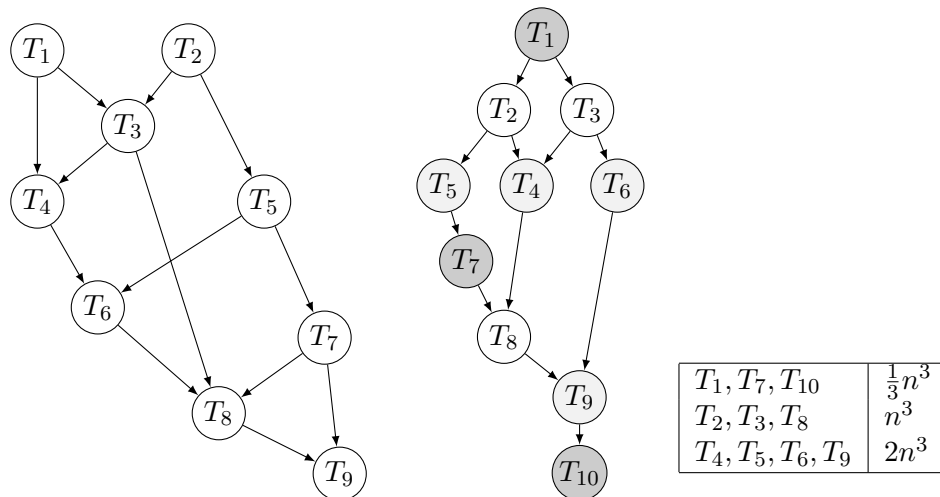 T₁ T₂
T₃
T₄ T₅
T₆
T₇
T₈
T₉
T₁
T₂ T₃
T₅ T₄ T₆
T₇
T₈
T₉
T₁₀
T₁, T₇, T₁₀ ⅓n³
T₂, T₃, T₈ n³
T₄, T₅, T₆, T₉ 2n³